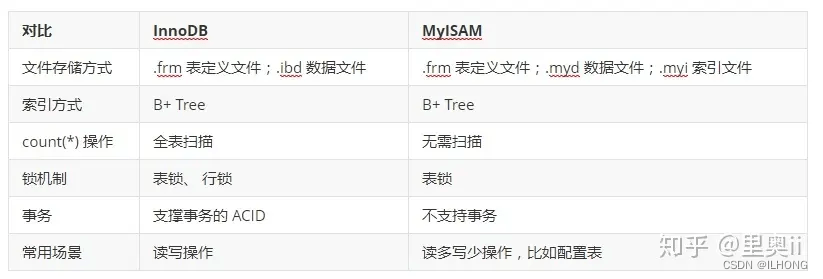 对比 InnoDB MyISAM
文件存储方式 .frm 表定义文件；.ibd 数据文件 .frm 表定义文件；.myd 数据文件；.myi 索引文件
索引方式 B+ Tree B+ Tree
count(*) 操作 全表扫描 无需扫描
锁机制 表锁、 行锁 表锁
事务 支撑事务的 ACID 不支持事务
常用场景 读写操作 读多写少操作，比如配置表
知乎 @里奥ii
CSDN @ILHONG